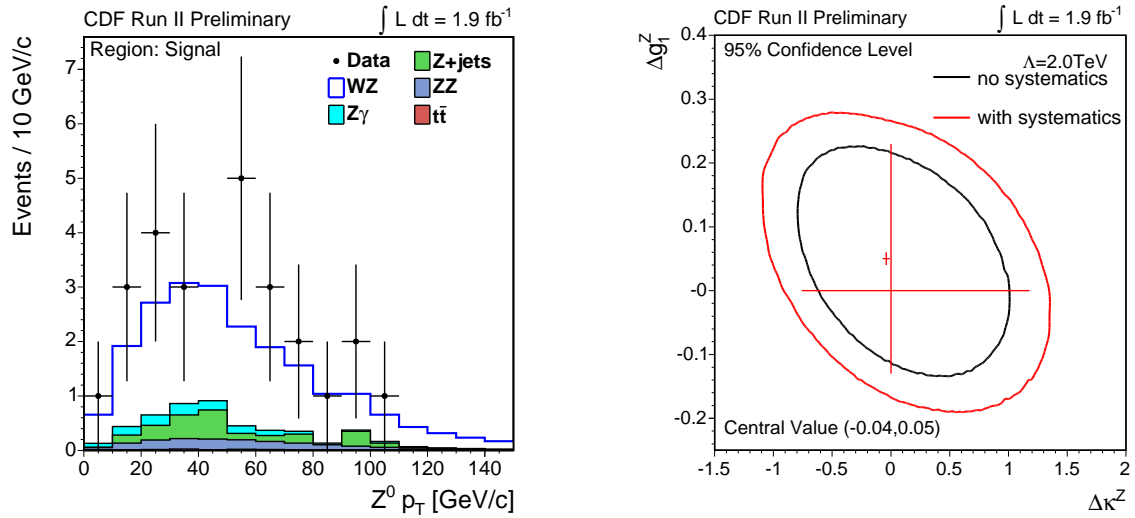 CDF Run II Preliminary
∫ L dt = 1.9 fb⁻¹
Region: Signal
Data
WZ
Zγ
Z+jets
ZZ
tt̄
Events / 10 GeV/c
7
6
5
4
3
2
1
0
0 20 40 60 80 100 120 140
Z⁰ p_T [GeV/c]
CDF Run II Preliminary
∫ L dt = 1.9 fb⁻¹
95% Confidence Level
Λ=2.0TeV
no systematics
with systematics
Δg₁ᶻ
0.4
0.3
0.2
0.1
-0
-0.1
-0.2
Central Value (-0.04,0.05)
-1.5 -1 -0.5 0 0.5 1 1.5 2
Δκᶻ